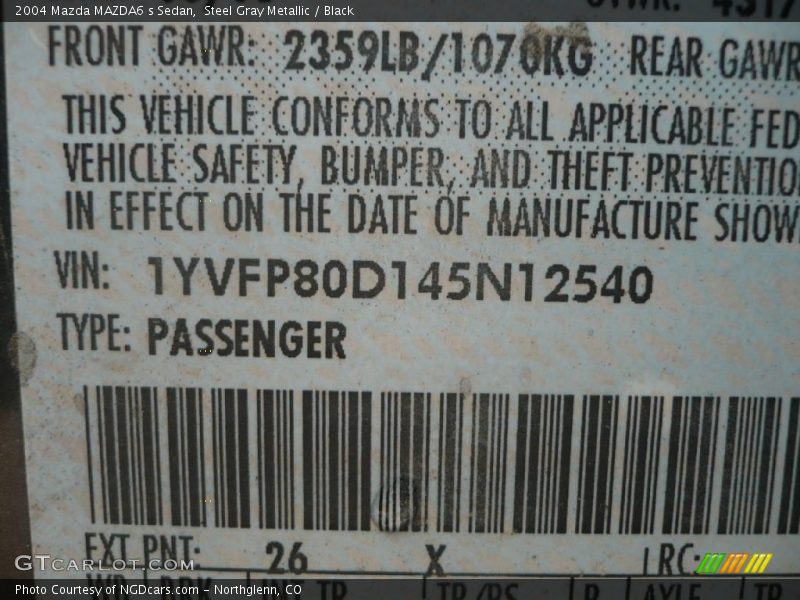 2004 Mazda MAZDA6 s Sedan, Steel Gray Metallic / Black
FRONT GAWR: 2359LB/1070KG REAR GAWR
THIS VEHICLE CONFORMS TO ALL APPLICABLE FED
VEHICLE SAFETY, BUMPER, AND THEFT PREVENTIO
IN EFFECT ON THE DATE OF MANUFACTURE SHOW
VIN: 1YVFP80D145N12540
TYPE: PASSENGER
EXT PNT: 26 X RC:
GTcarlot.com
Photo Courtesy of NGDcars.com - Northglenn, CO